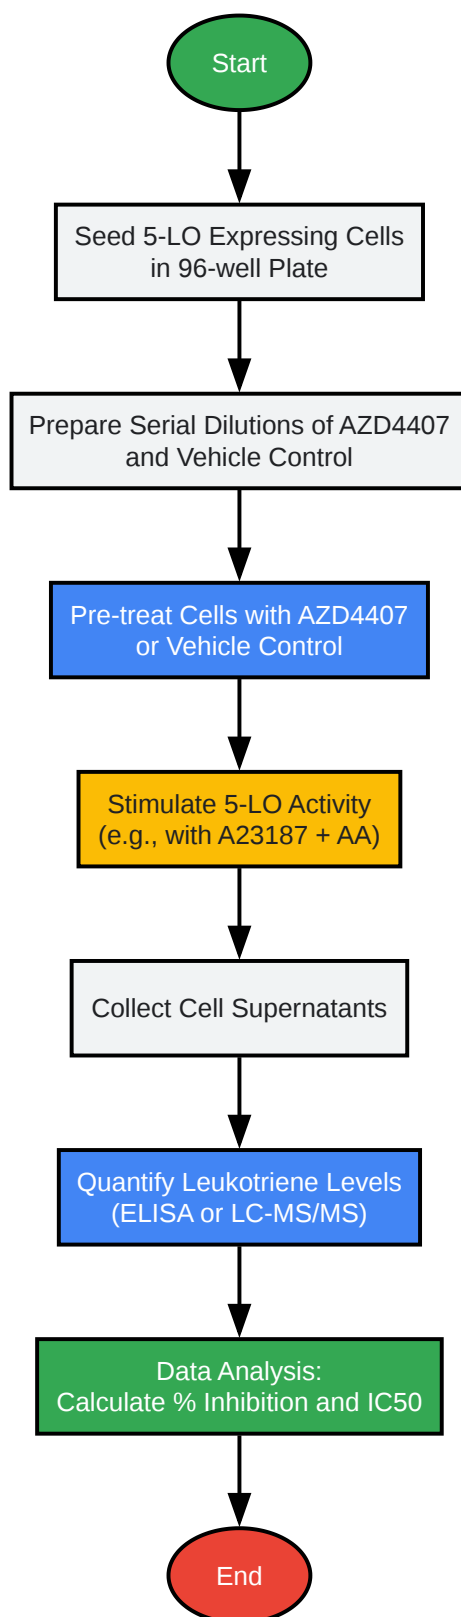 Start
Seed 5-LO Expressing Cells
in 96-well Plate
Prepare Serial Dilutions of AZD4407
and Vehicle Control
Pre-treat Cells with AZD4407
or Vehicle Control
Stimulate 5-LO Activity
(e.g., with A23187 + AA)
Collect Cell Supernatants
Quantify Leukotriene Levels
(ELISA or LC-MS/MS)
Data Analysis:
Calculate % Inhibition and IC50
End